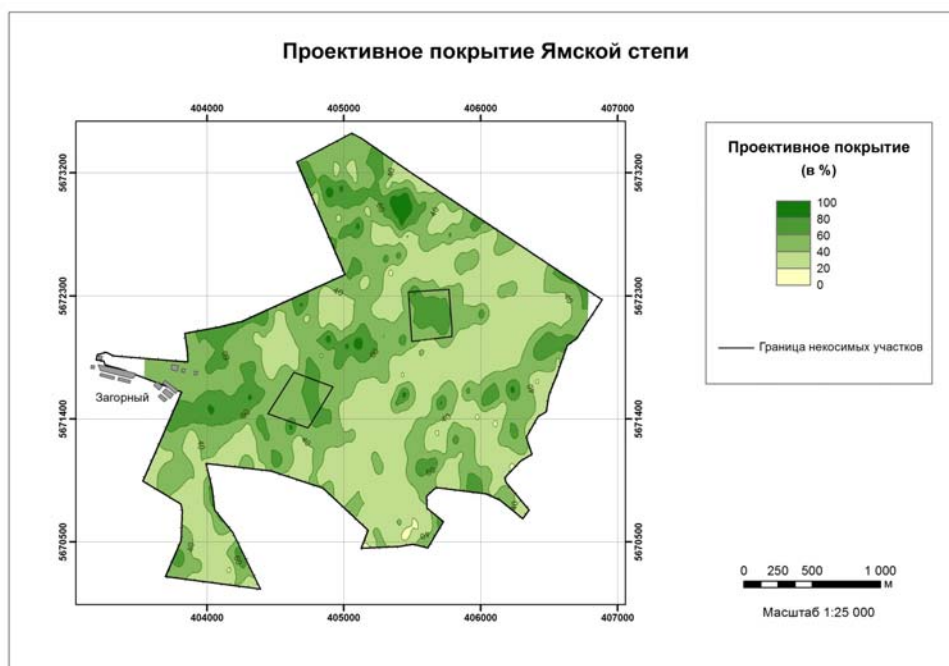 Проективное покрытие Ямской степи
404000 405000 406000 407000
5673200 5673200
5672300 5672300
5671400 5671400
5670500 5670500
404000 405000 406000 407000
Загорный
Проективное покрытие
(в %)
100
80
60
40
20
0
Граница некосимых участков
0 250 500 1 000
м
Масштаб 1:25 000